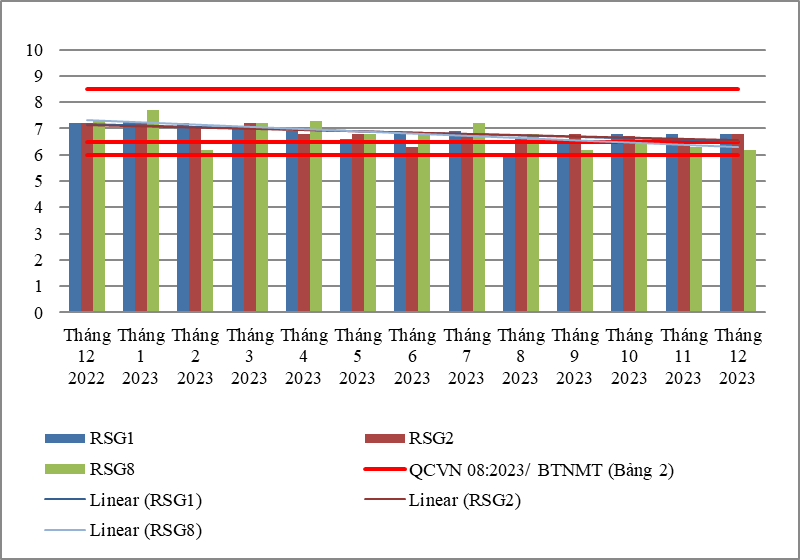 10
9
8
7
6
5
4
3
2
1
0
Tháng 12 2022
Tháng 1 2023
Tháng 2 2023
Tháng 3 2023
Tháng 4 2023
Tháng 5 2023
Tháng 6 2023
Tháng 7 2023
Tháng 8 2023
Tháng 9 2023
Tháng 10 2023
Tháng 11 2023
Tháng 12 2023
RSG1
RSG2
RSG8
QCVN 08:2023/ BTNMT (Bảng 2)
Linear (RSG1)
Linear (RSG2)
Linear (RSG8)